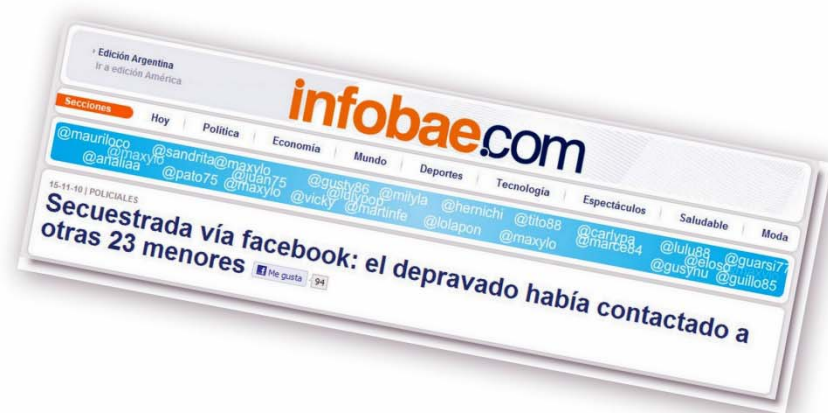 › Edición Argentina
Ir a edición América
infobae.com
Secciones Hoy Política Economía Mundo Deportes Tecnología Espectáculos Saludable Moda
@mauriloco @sandrita@maxylo @gusty86 @milyla @hernichi @tito88 @carlypa @lulu88 @guarsi77
@maxylo @juan75 @lulypop @marce84 @eloso
@analiaa @pato75 @maxylo @vicky @martinfe @lolapon @maxylo @gusynu @guillo85
15-11-10 | POLICIALES
Secuestrada vía facebook: el depravado había contactado a
otras 23 menores Me gusta 94